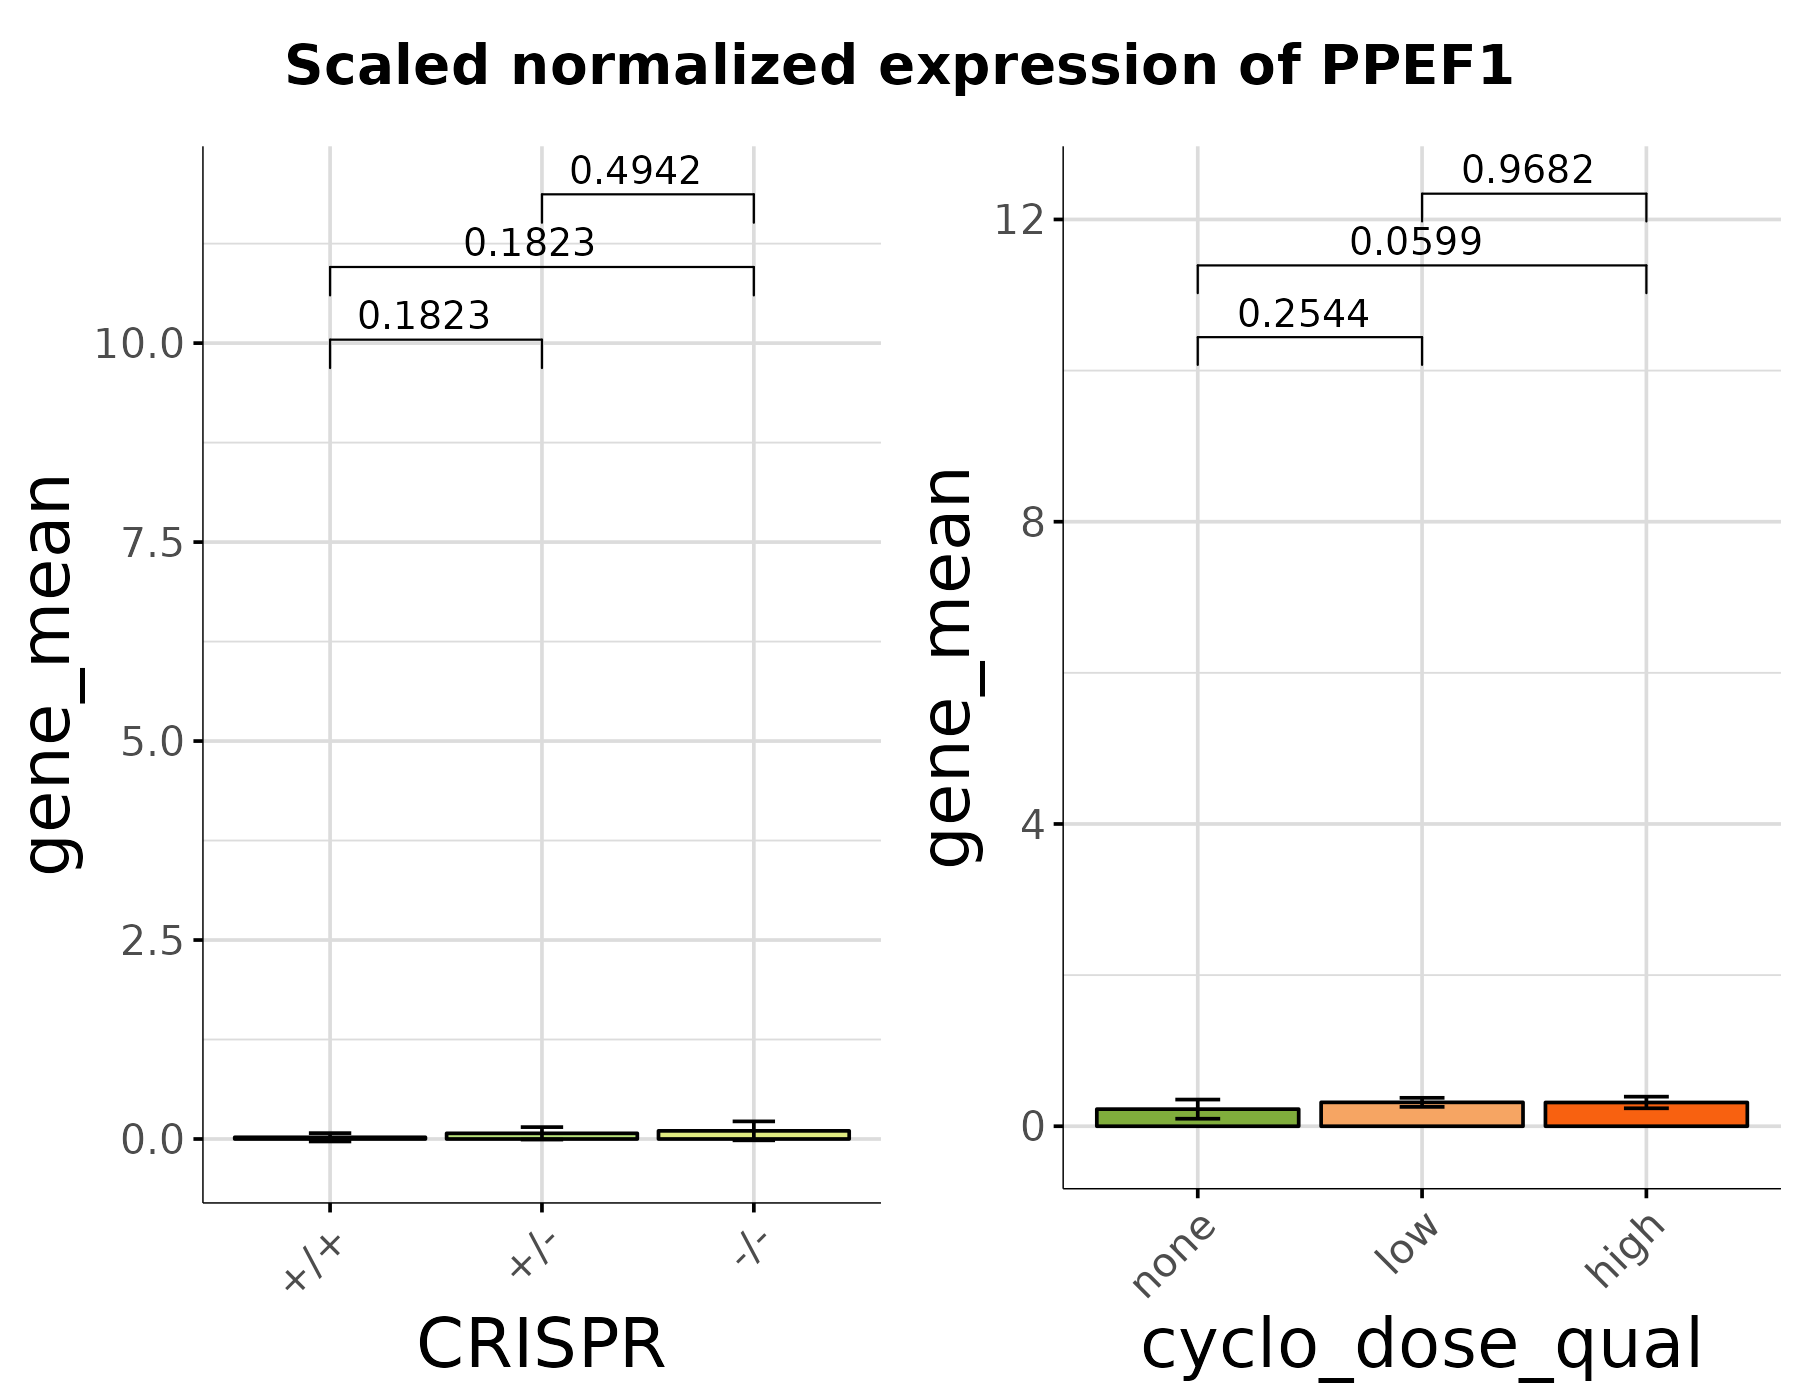 Scaled normalized expression of PPEF1
gene_mean
10.0
7.5
5.0
2.5
0.0
0.4942
0.1823
0.1823
+/+
+/-
-/-
CRISPR
gene_mean
12
8
4
0
0.9682
0.0599
0.2544
none
low
high
cyclo_dose_qual